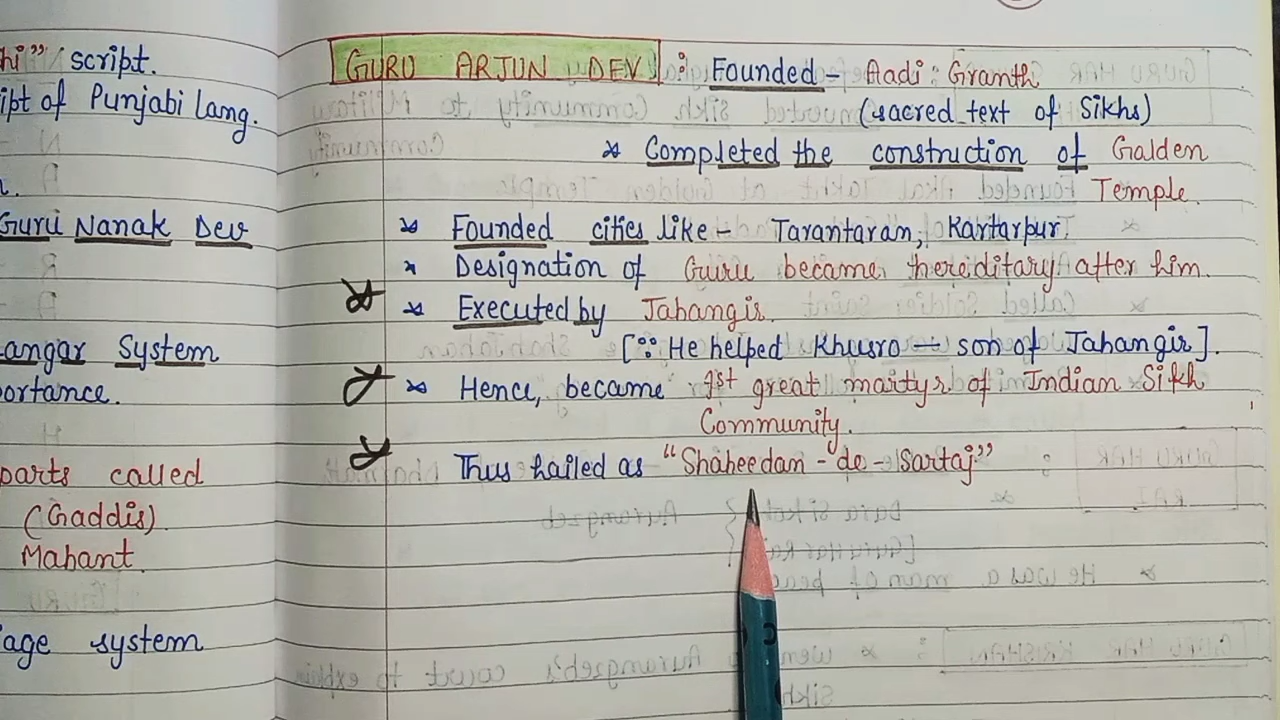 hi" script.
ipt of Punjabi Lang.
Guru Nanak Dev
angar System
ortance.
parts called
(Gaddis)
Mahant
age system
GURU ARJUN DEV : Founded - Aadi Granth
(sacred text of Sikhs)
* Completed the construction of Golden
Temple.
* Founded cities like - Tarantaran, Kartarpur.
* Designation of Guru became hereditary after him.
* Executed by Jahangir.
[∵ He helped Khusro - son of Jahangir].
* Hence, became 1st great martyr of Indian Sikh
Community.
* Thus hailed as "Shaheedan - de - Sartaj"